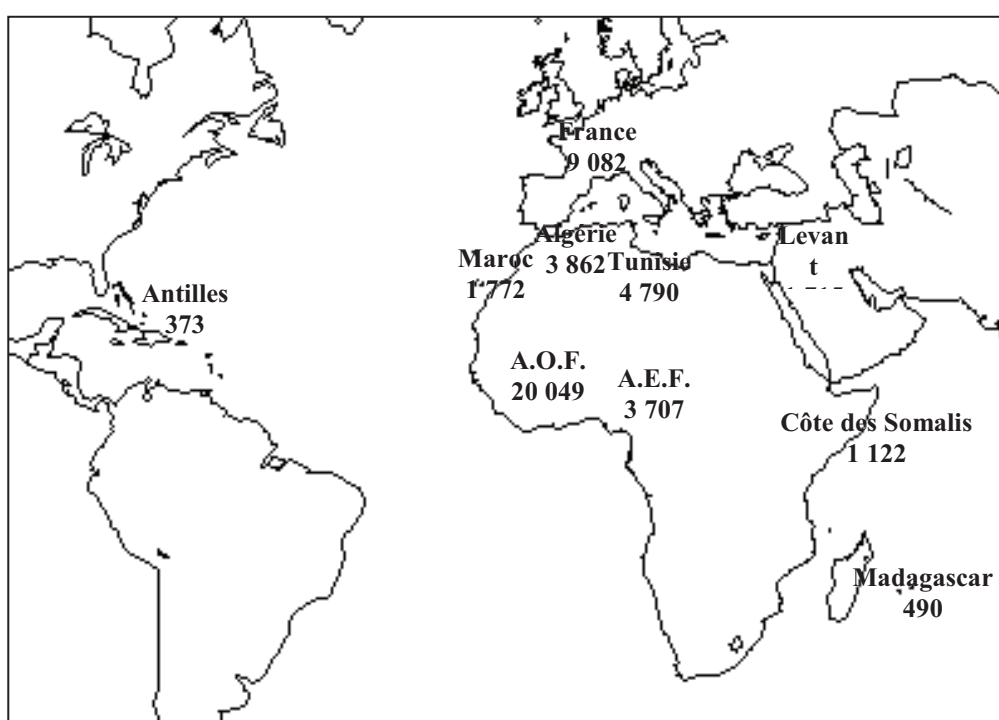 France
9 082
Algérie
3 862
Maroc
1 772
Tunisie
4 790
Levan
t
Antilles
373
A.O.F.
20 049
A.E.F.
3 707
Côte des Somalis
1 122
Madagascar
490